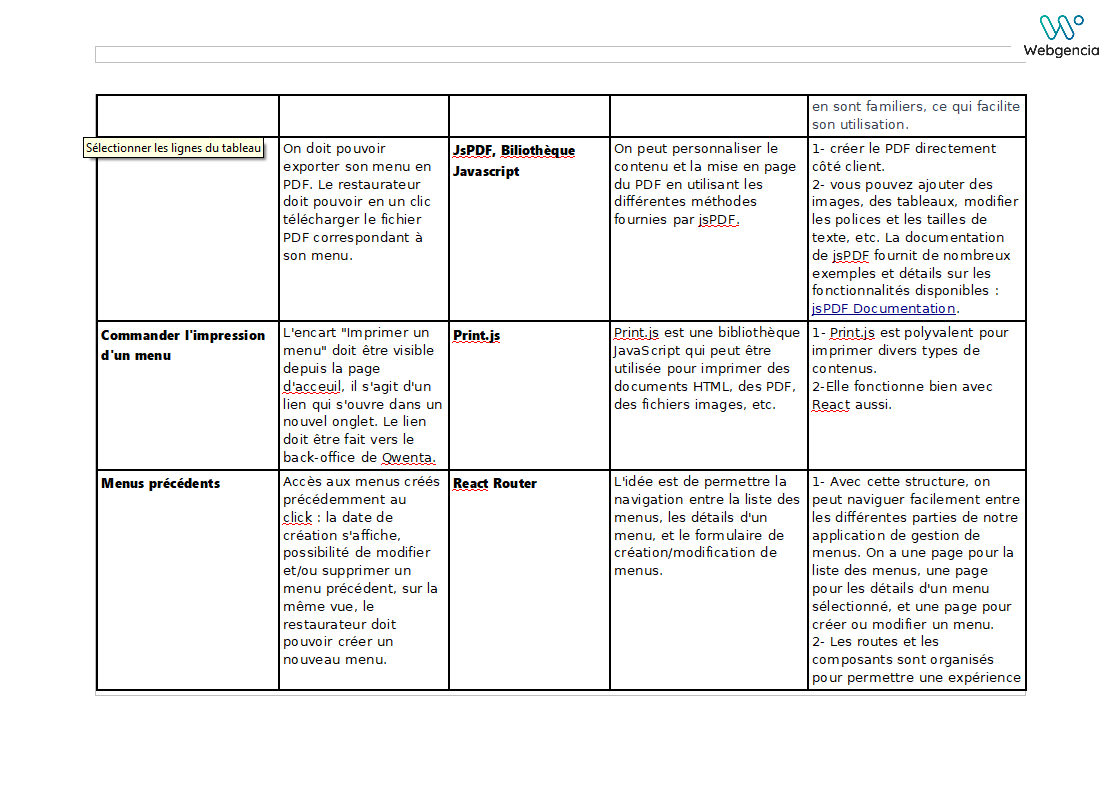 Webgencia
en sont familiers, ce qui facilite
son utilisation.
Sélectionner les lignes du tableau
On doit pouvoir
exporter son menu en
PDF. Le restaurateur
doit pouvoir en un clic
télécharger le fichier
PDF correspondant à
son menu.
JsPDF, Biliothèque
Javascript
On peut personnaliser le
contenu et la mise en page
du PDF en utilisant les
différentes méthodes
fournies par jsPDF.
1- créer le PDF directement
côté client.
2- vous pouvez ajouter des
images, des tableaux, modifier
les polices et les tailles de
texte, etc. La documentation
de jsPDF fournit de nombreux
exemples et détails sur les
fonctionnalités disponibles :
jsPDF Documentation.
Commander l'impression
d'un menu
L'encart "Imprimer un
menu" doit être visible
depuis la page
d'acceuil, il s'agit d'un
lien qui s'ouvre dans un
nouvel onglet. Le lien
doit être fait vers le
back-office de Qwenta.
Print.js
Print.js est une bibliothèque
JavaScript qui peut être
utilisée pour imprimer des
documents HTML, des PDF,
des fichiers images, etc.
1- Print.js est polyvalent pour
imprimer divers types de
contenus.
2-Elle fonctionne bien avec
React aussi.
Menus précédents
Accès aux menus créés
précédemment au
click : la date de
création s'affiche,
possibilité de modifier
et/ou supprimer un
menu précédent, sur la
même vue, le
restaurateur doit
pouvoir créer un
nouveau menu.
React Router
L'idée est de permettre la
navigation entre la liste des
menus, les détails d'un
menu, et le formulaire de
création/modification de
menus.
1- Avec cette structure, on
peut naviguer facilement entre
les différentes parties de notre
application de gestion de
menus. On a une page pour la
liste des menus, une page
pour les détails d'un menu
sélectionné, et une page pour
créer ou modifier un menu.
2- Les routes et les
composants sont organisés
pour permettre une expérience